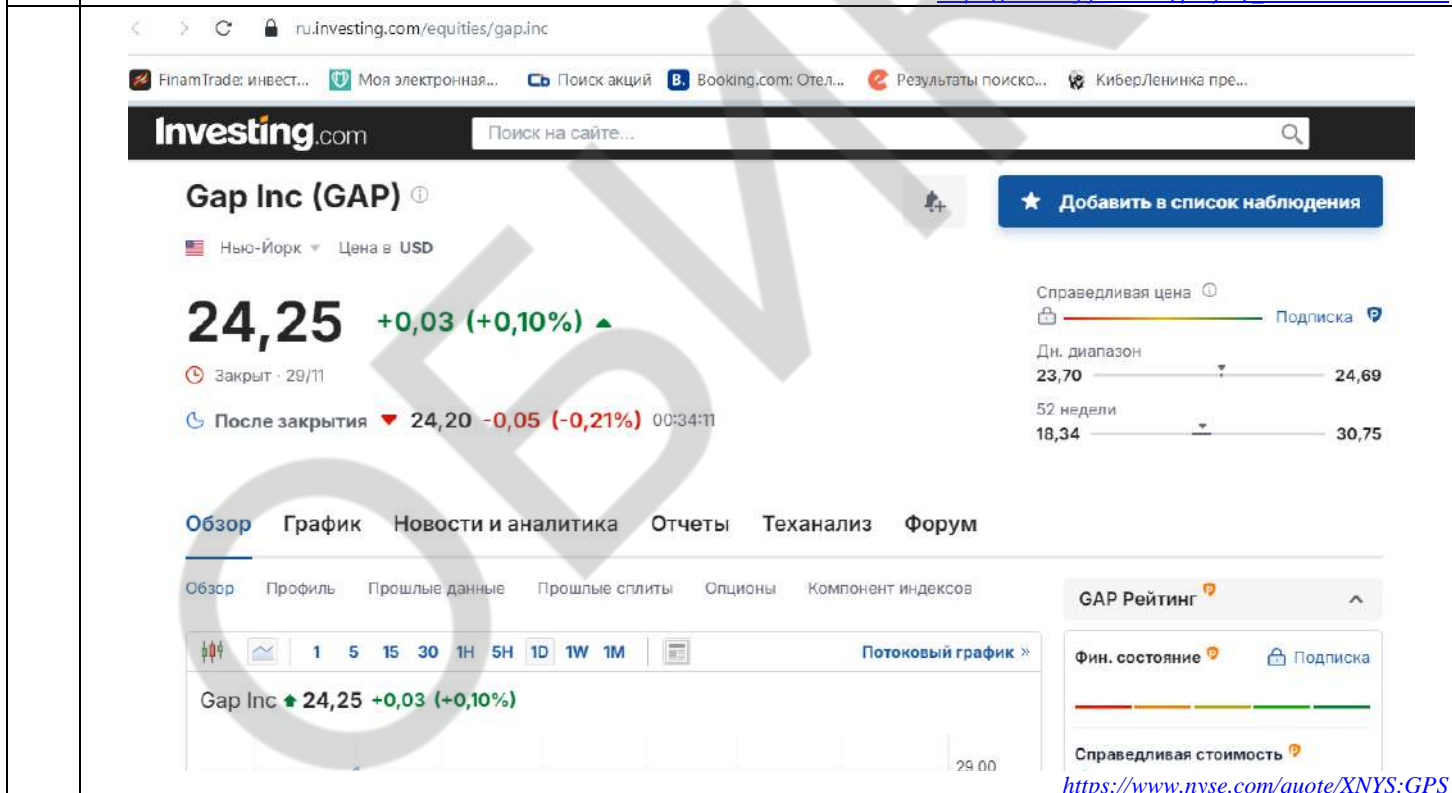 ru.investing.com/equities/gap.inc
FinamTrade: инвест... Моя электронная... Поиск акций Booking.com: Отел... Результаты поиско... КиберЛенинка пре...
Investing.com Поиск на сайте...
Gap Inc (GAP) Добавить в список наблюдения
Нью-Йорк Цена в USD
Справедливая цена
24,25 +0,03 (+0,10%) Подписка
Дн. диапазон
Закрыт · 29/11 23,70 24,69
52 недели
После закрытия 24,20 -0,05 (-0,21%) 00:34:11
18,34 30,75
Обзор График Новости и аналитика Отчеты Теханализ Форум
Обзор Профиль Прошлые данные Прошлые сплиты Опционы Компонент индексов
GAP Рейтинг
1 5 15 30 1H 5H 1D 1W 1M Потоковый график »
Фин. состояние Подписка
Gap Inc 24,25 +0,03 (+0,10%)
Справедливая стоимость
29.00
https://www.nyse.com/quote/XNYS:GPS